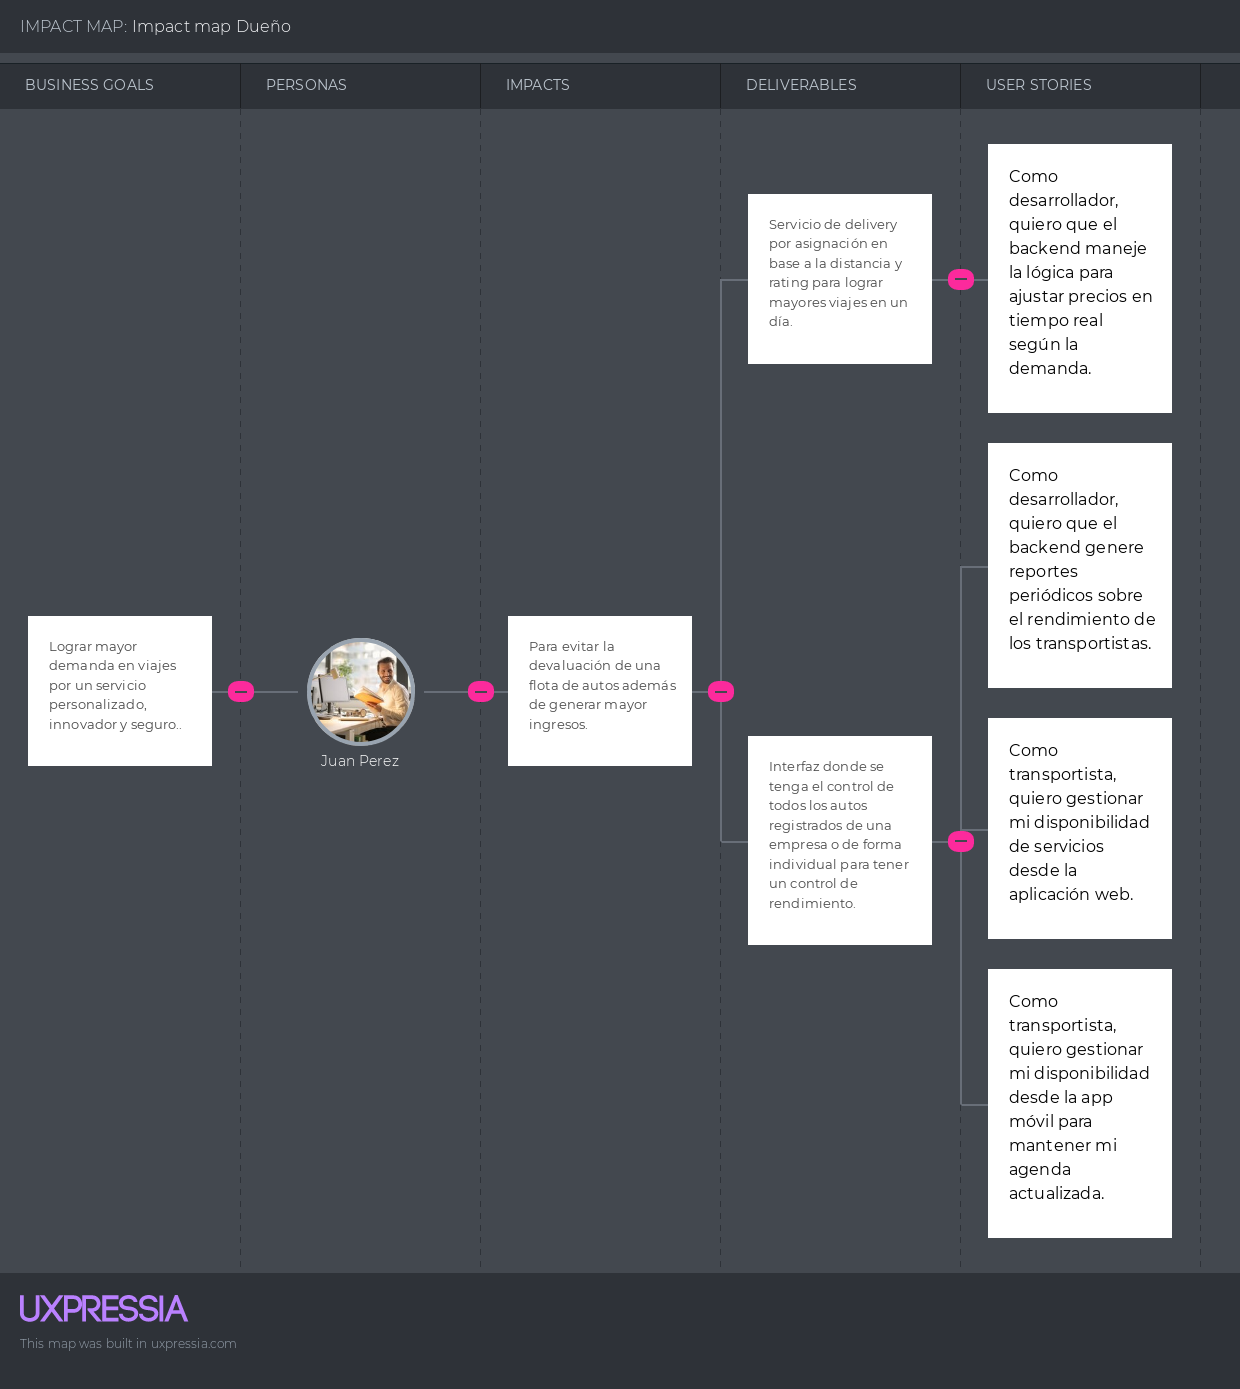 IMPACT MAP: Impact map Dueño
BUSINESS GOALS
PERSONAS
IMPACTS
DELIVERABLES
USER STORIES
Lograr mayor
demanda en viajes
por un servicio
personalizado,
innovador y seguro..
Juan Perez
Para evitar la
devaluación de una
flota de autos además
de generar mayor
ingresos.
Servicio de delivery
por asignación en
base a la distancia y
rating para lograr
mayores viajes en un
día.
Interfaz donde se
tenga el control de
todos los autos
registrados de una
empresa o de forma
individual para tener
un control de
rendimiento.
Como
desarrollador,
quiero que el
backend maneje
la lógica para
ajustar precios en
tiempo real
según la
demanda.
Como
desarrollador,
quiero que el
backend genere
reportes
periódicos sobre
el rendimiento de
los transportistas.
Como
transportista,
quiero gestionar
mi disponibilidad
de servicios
desde la
aplicación web.
Como
transportista,
quiero gestionar
mi disponibilidad
desde la app
móvil para
mantener mi
agenda
actualizada.
UXPRESSIA
This map was built in uxpressia.com